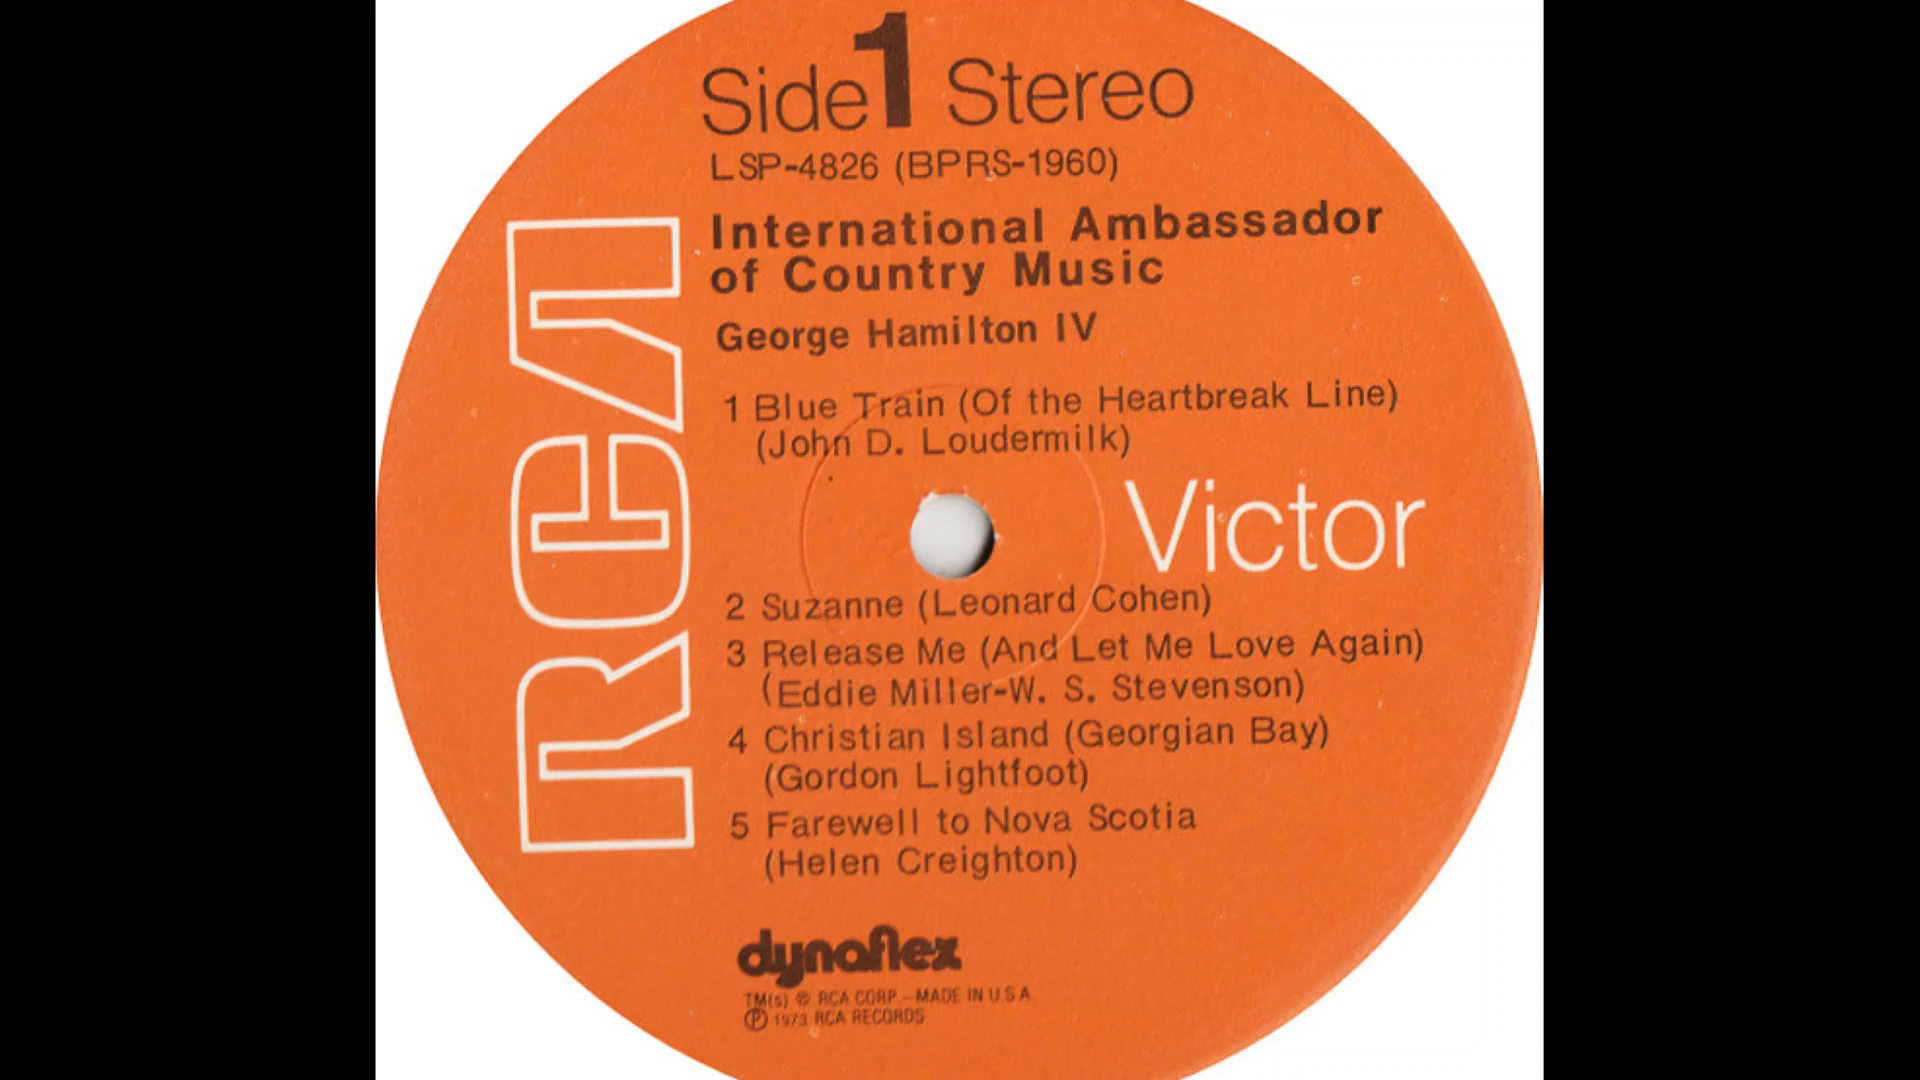 Side 1 Stereo
LSP-4826 (BPRS-1960)
International Ambassador
of Country Music
George Hamilton IV
1 Blue Train (Of the Heartbreak Line)
(John D. Loudermilk)
RCA
Victor
2 Suzanne (Leonard Cohen)
3 Release Me (And Let Me Love Again)
(Eddie Miller-W. S. Stevenson)
4 Christian Island (Georgian Bay)
(Gordon Lightfoot)
5 Farewell to Nova Scotia
(Helen Creighton)
dynaflex
TM(s) ® RCA CORP.—MADE IN U.S.A.
℗ 1973 RCA RECORDS